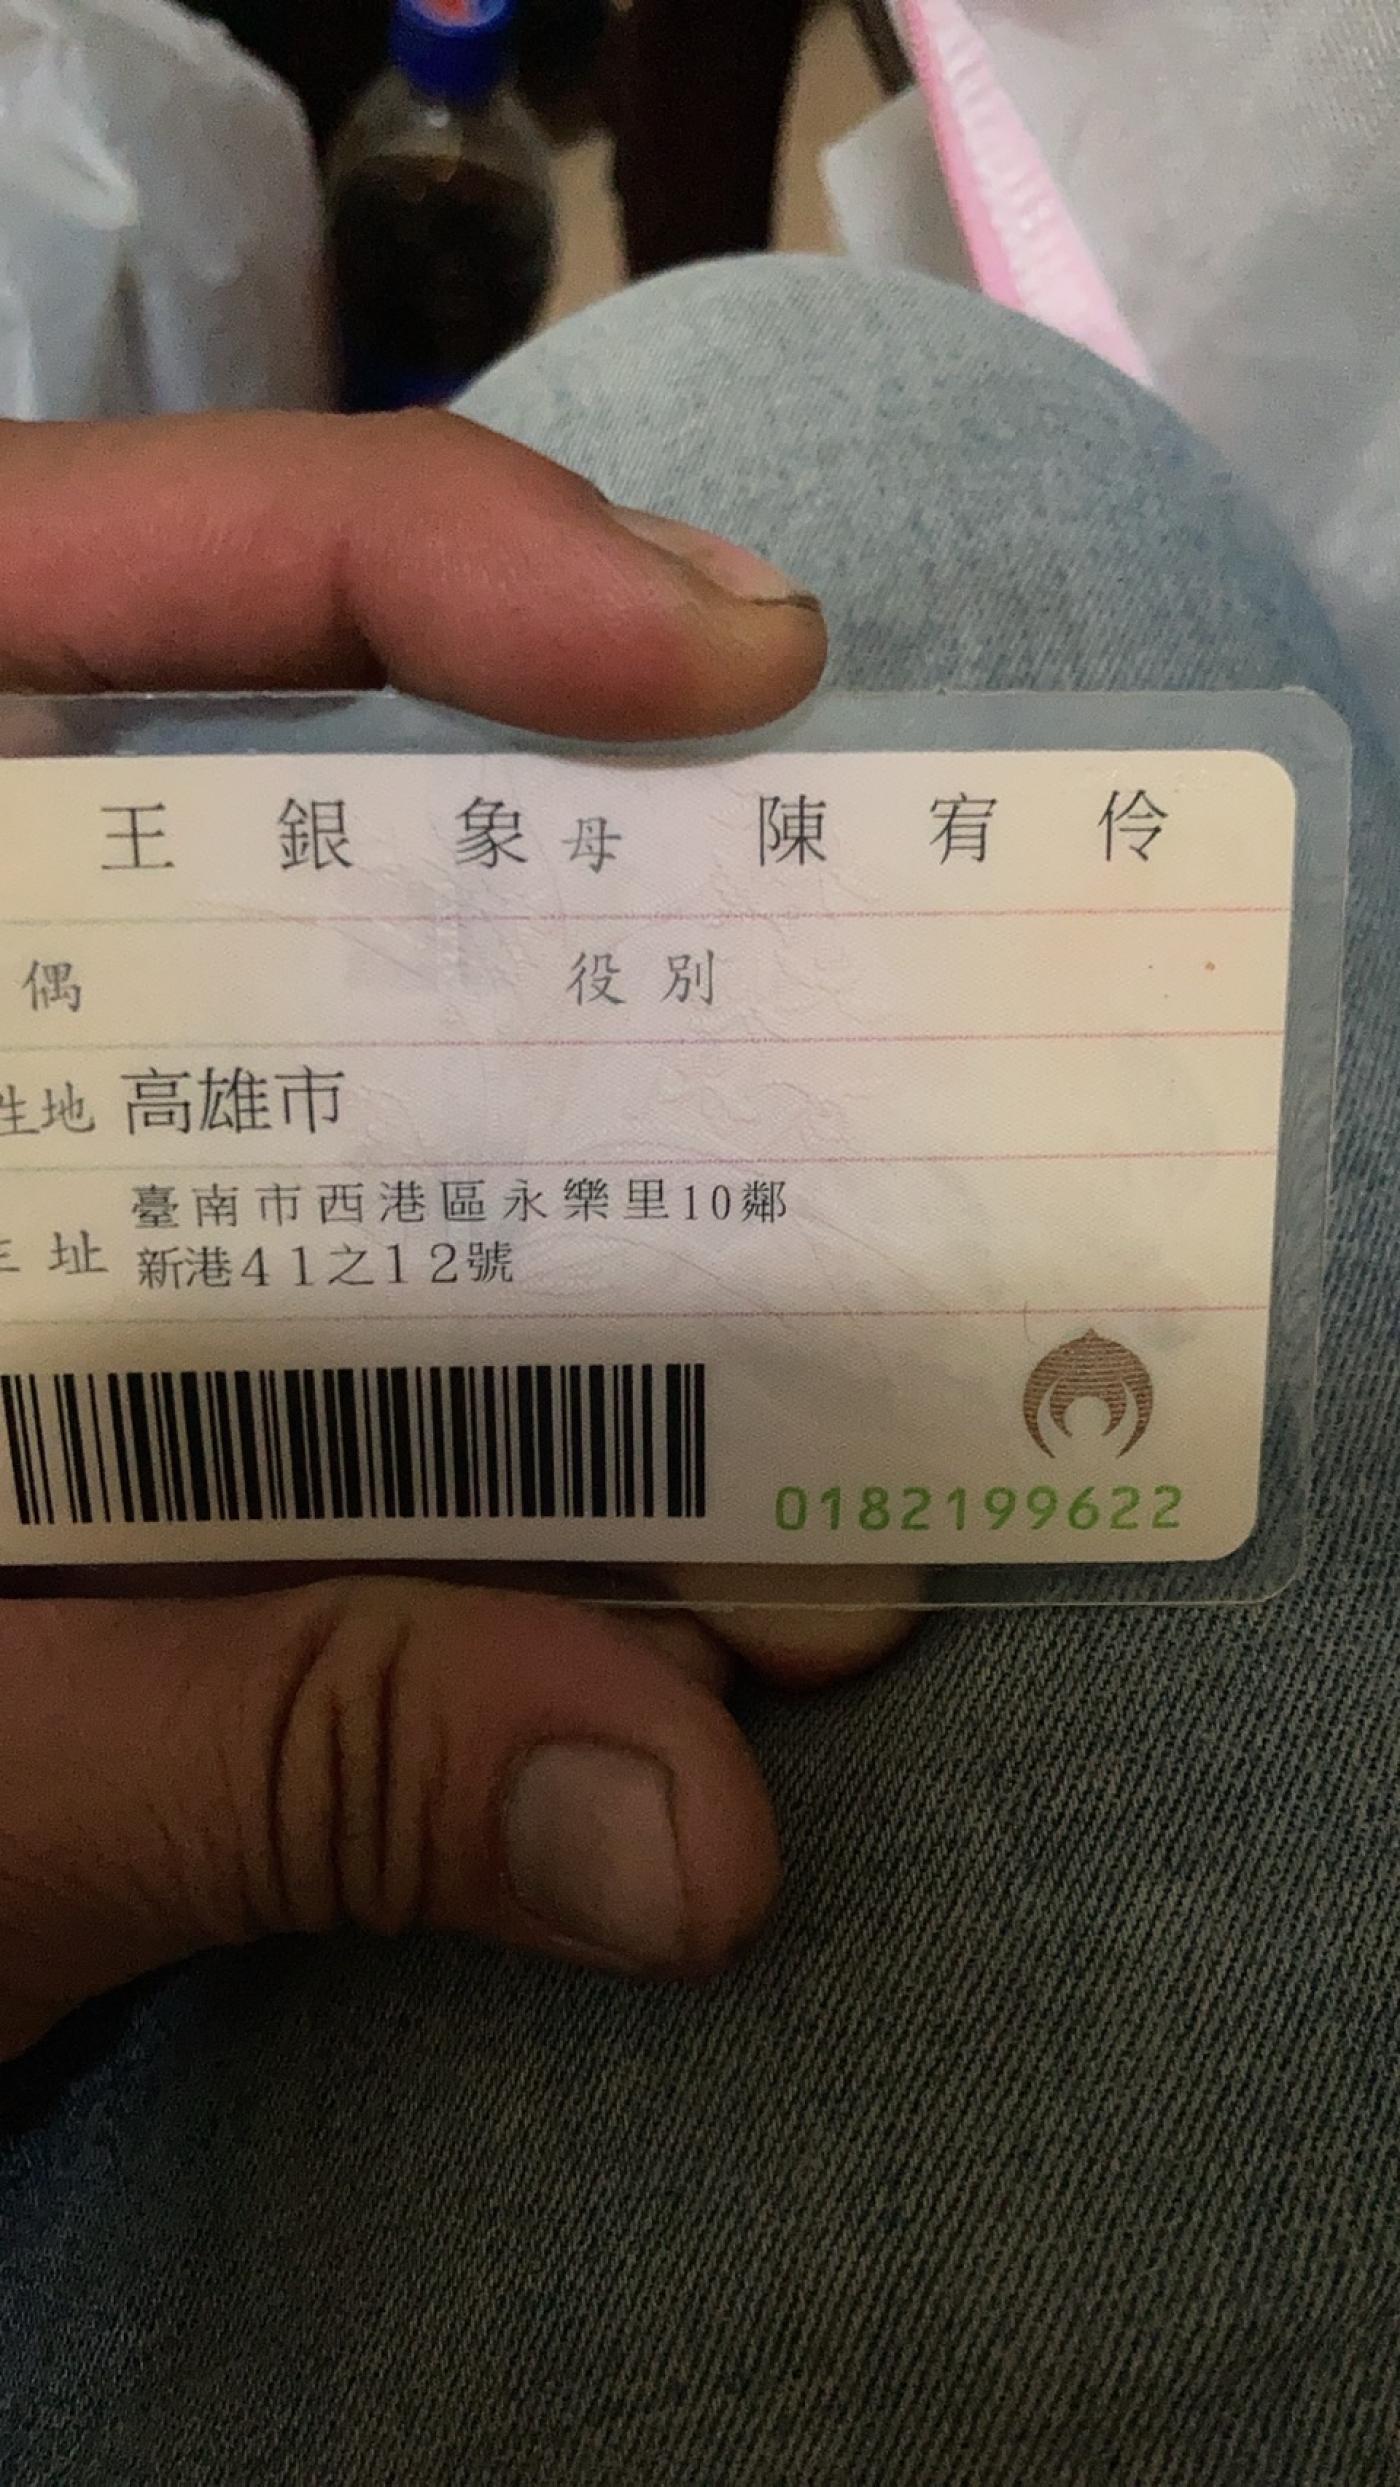 王銀象 母 陳宥伶
偶 役別
生地 高雄市
址 臺南市西港區永樂里10鄰
新港41之12號
0182199622